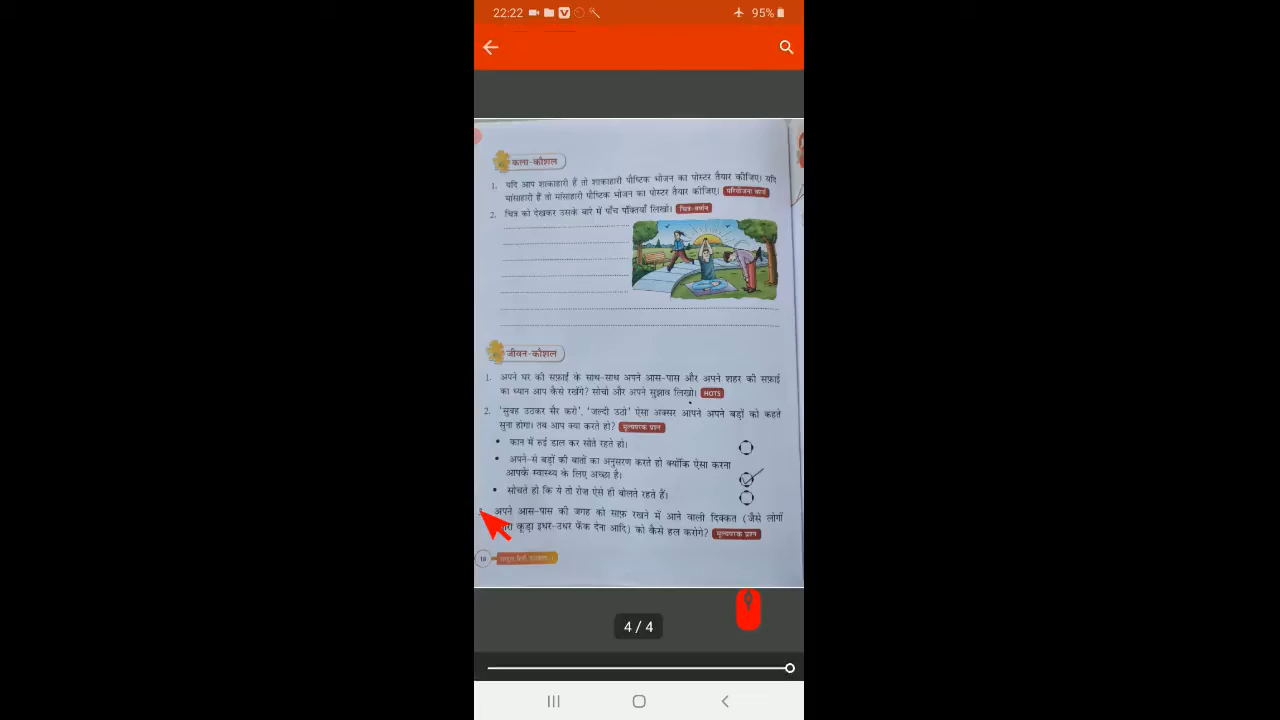 22:22
95%
कला-कौशल
1. यदि आप शाकाहारी हैं तो शाकाहारी पौष्टिक भोजन का पोस्टर तैयार कीजिए। यदि
मांसाहारी हैं तो मांसाहारी पौष्टिक भोजन का पोस्टर तैयार कीजिए। परियोजना कार्य
2. चित्र को देखकर उसके बारे में पाँच पंक्तियाँ लिखो। चित्र-वर्णन
जीवन-कौशल
1. अपने घर की सफ़ाई के साथ-साथ अपने आस-पास और अपने शहर की सफ़ाई
का ध्यान आप कैसे रखेंगे? सोचो और अपने सुझाव लिखो। HOTS
2. 'सुबह उठकर सैर करो', 'जल्दी उठो' ऐसा अक्सर आपने अपने बड़ों को कहते
सुना होगा। तब आप क्या करते हो? मूल्यपरक प्रश्न
• कान में रुई डाल कर सोते रहते हो।
• अपने-से बड़ों की बातों का अनुसरण करते हो क्योंकि ऐसा करना
आपके स्वास्थ्य के लिए अच्छा है।
• सोचते हो कि ये तो रोज़ ऐसे ही बोलते रहते हैं।
अपने आस-पास की जगह को साफ़ रखने में आने वाली दिक्कत (जैसे लोगों
कूड़ा इधर-उधर फेंक देना आदि) को कैसे हल करोगे? मूल्यपरक प्रश्न
18
4 / 4